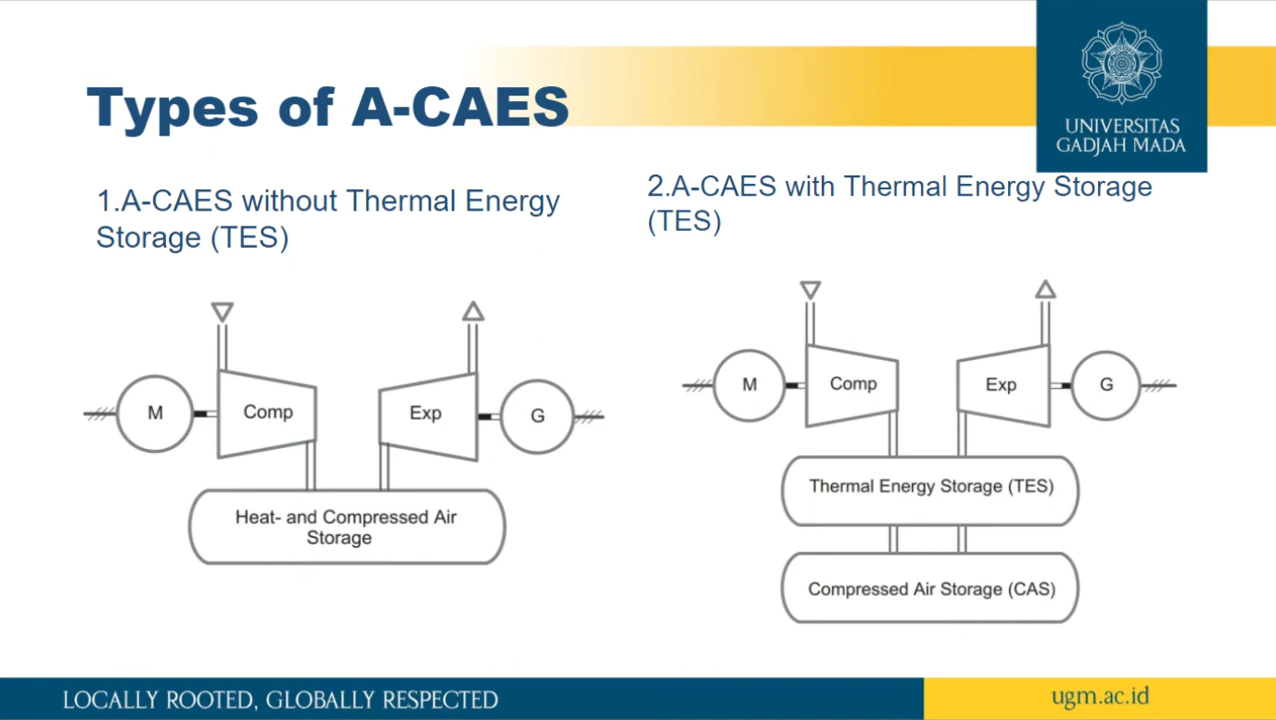 Types of A-CAES
UNIVERSITAS
GADJAH MADA
1.A-CAES without Thermal Energy
Storage (TES)
2.A-CAES with Thermal Energy Storage
(TES)
M
Comp
Exp
G
Heat- and Compressed Air
Storage
M
Comp
Exp
G
Thermal Energy Storage (TES)
Compressed Air Storage (CAS)
LOCALLY ROOTED, GLOBALLY RESPECTED
ugm.ac.id